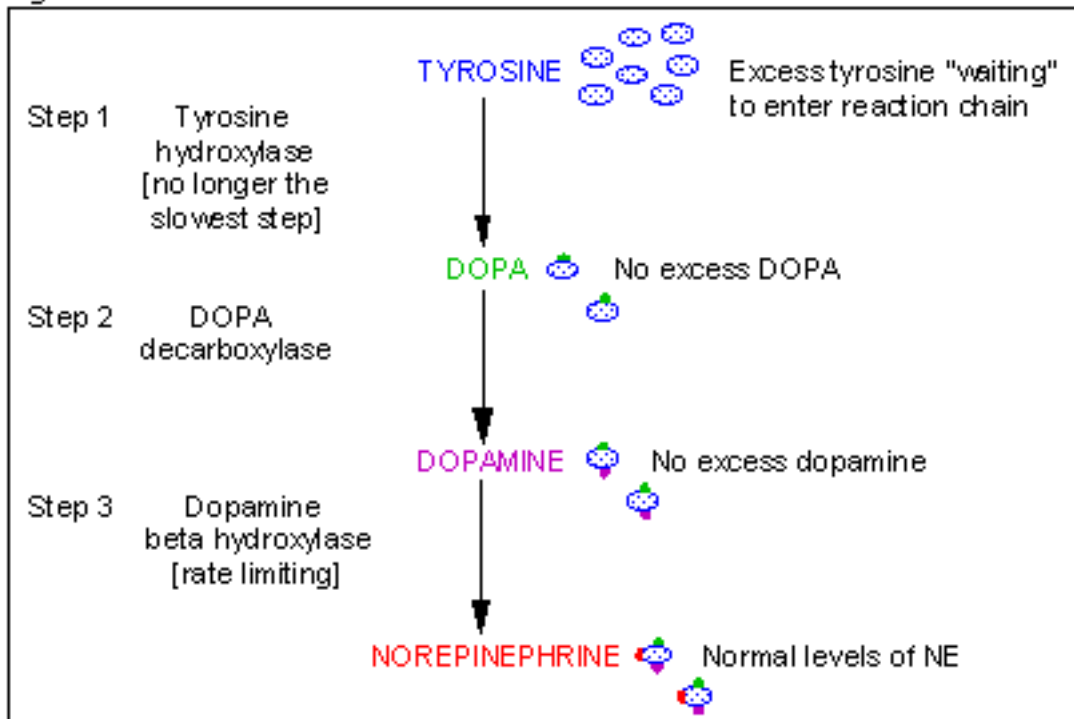 TYROSINE
Excess tyrosine "waiting"
to enter reaction chain
Step 1
Tyrosine
hydroxylase
[no longer the
slowest step]
DOPA
No excess DOPA
Step 2
DOPA
decarboxylase
DOPAMINE
No excess dopamine
Step 3
Dopamine
beta hydroxylase
[rate limiting]
NOREPINEPHRINE
Normal levels of NE